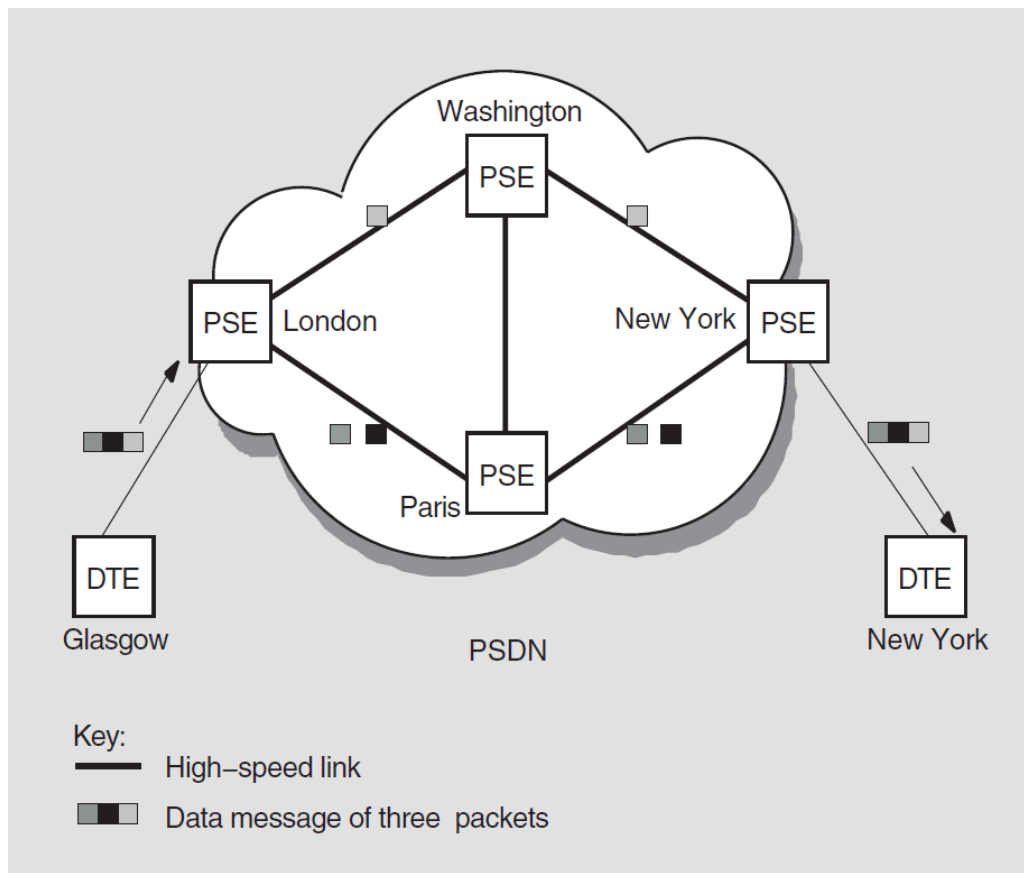 Washington
PSE
PSE
London
New York
PSE
PSE
Paris
DTE
Glasgow
DTE
New York
PSDN
Key:
High–speed link
Data message of three packets